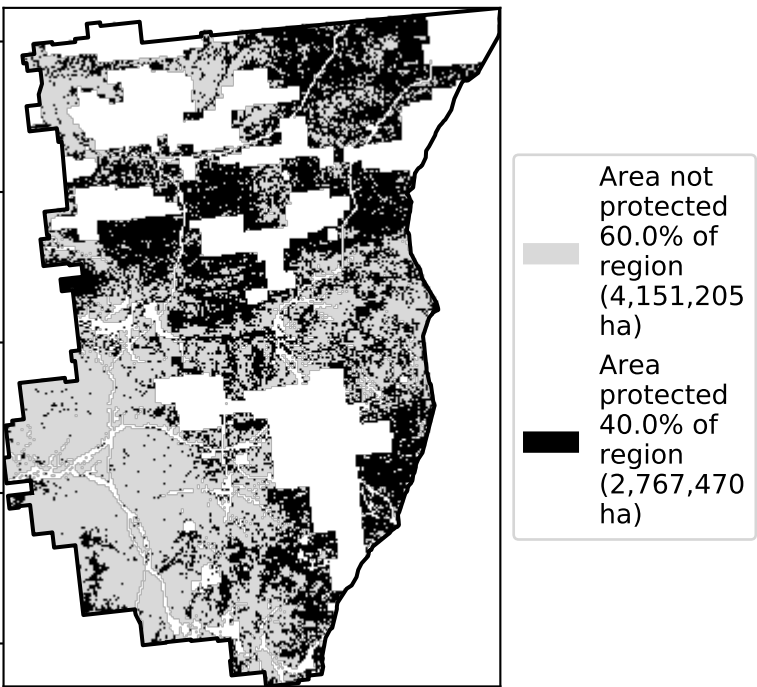 Area not
protected
60.0% of
region
(4,151,205
ha)
Area
protected
40.0% of
region
(2,767,470
ha)